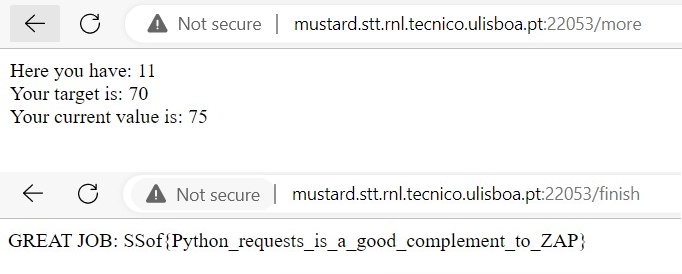 Not secure | mustard.stt.rnl.tecnico.ulisboa.pt:22053/more
Here you have: 11
Your target is: 70
Your current value is: 75
Not secure | mustard.stt.rnl.tecnico.ulisboa.pt:22053/finish
GREAT JOB: SSof{Python_requests_is_a_good_complement_to_ZAP}